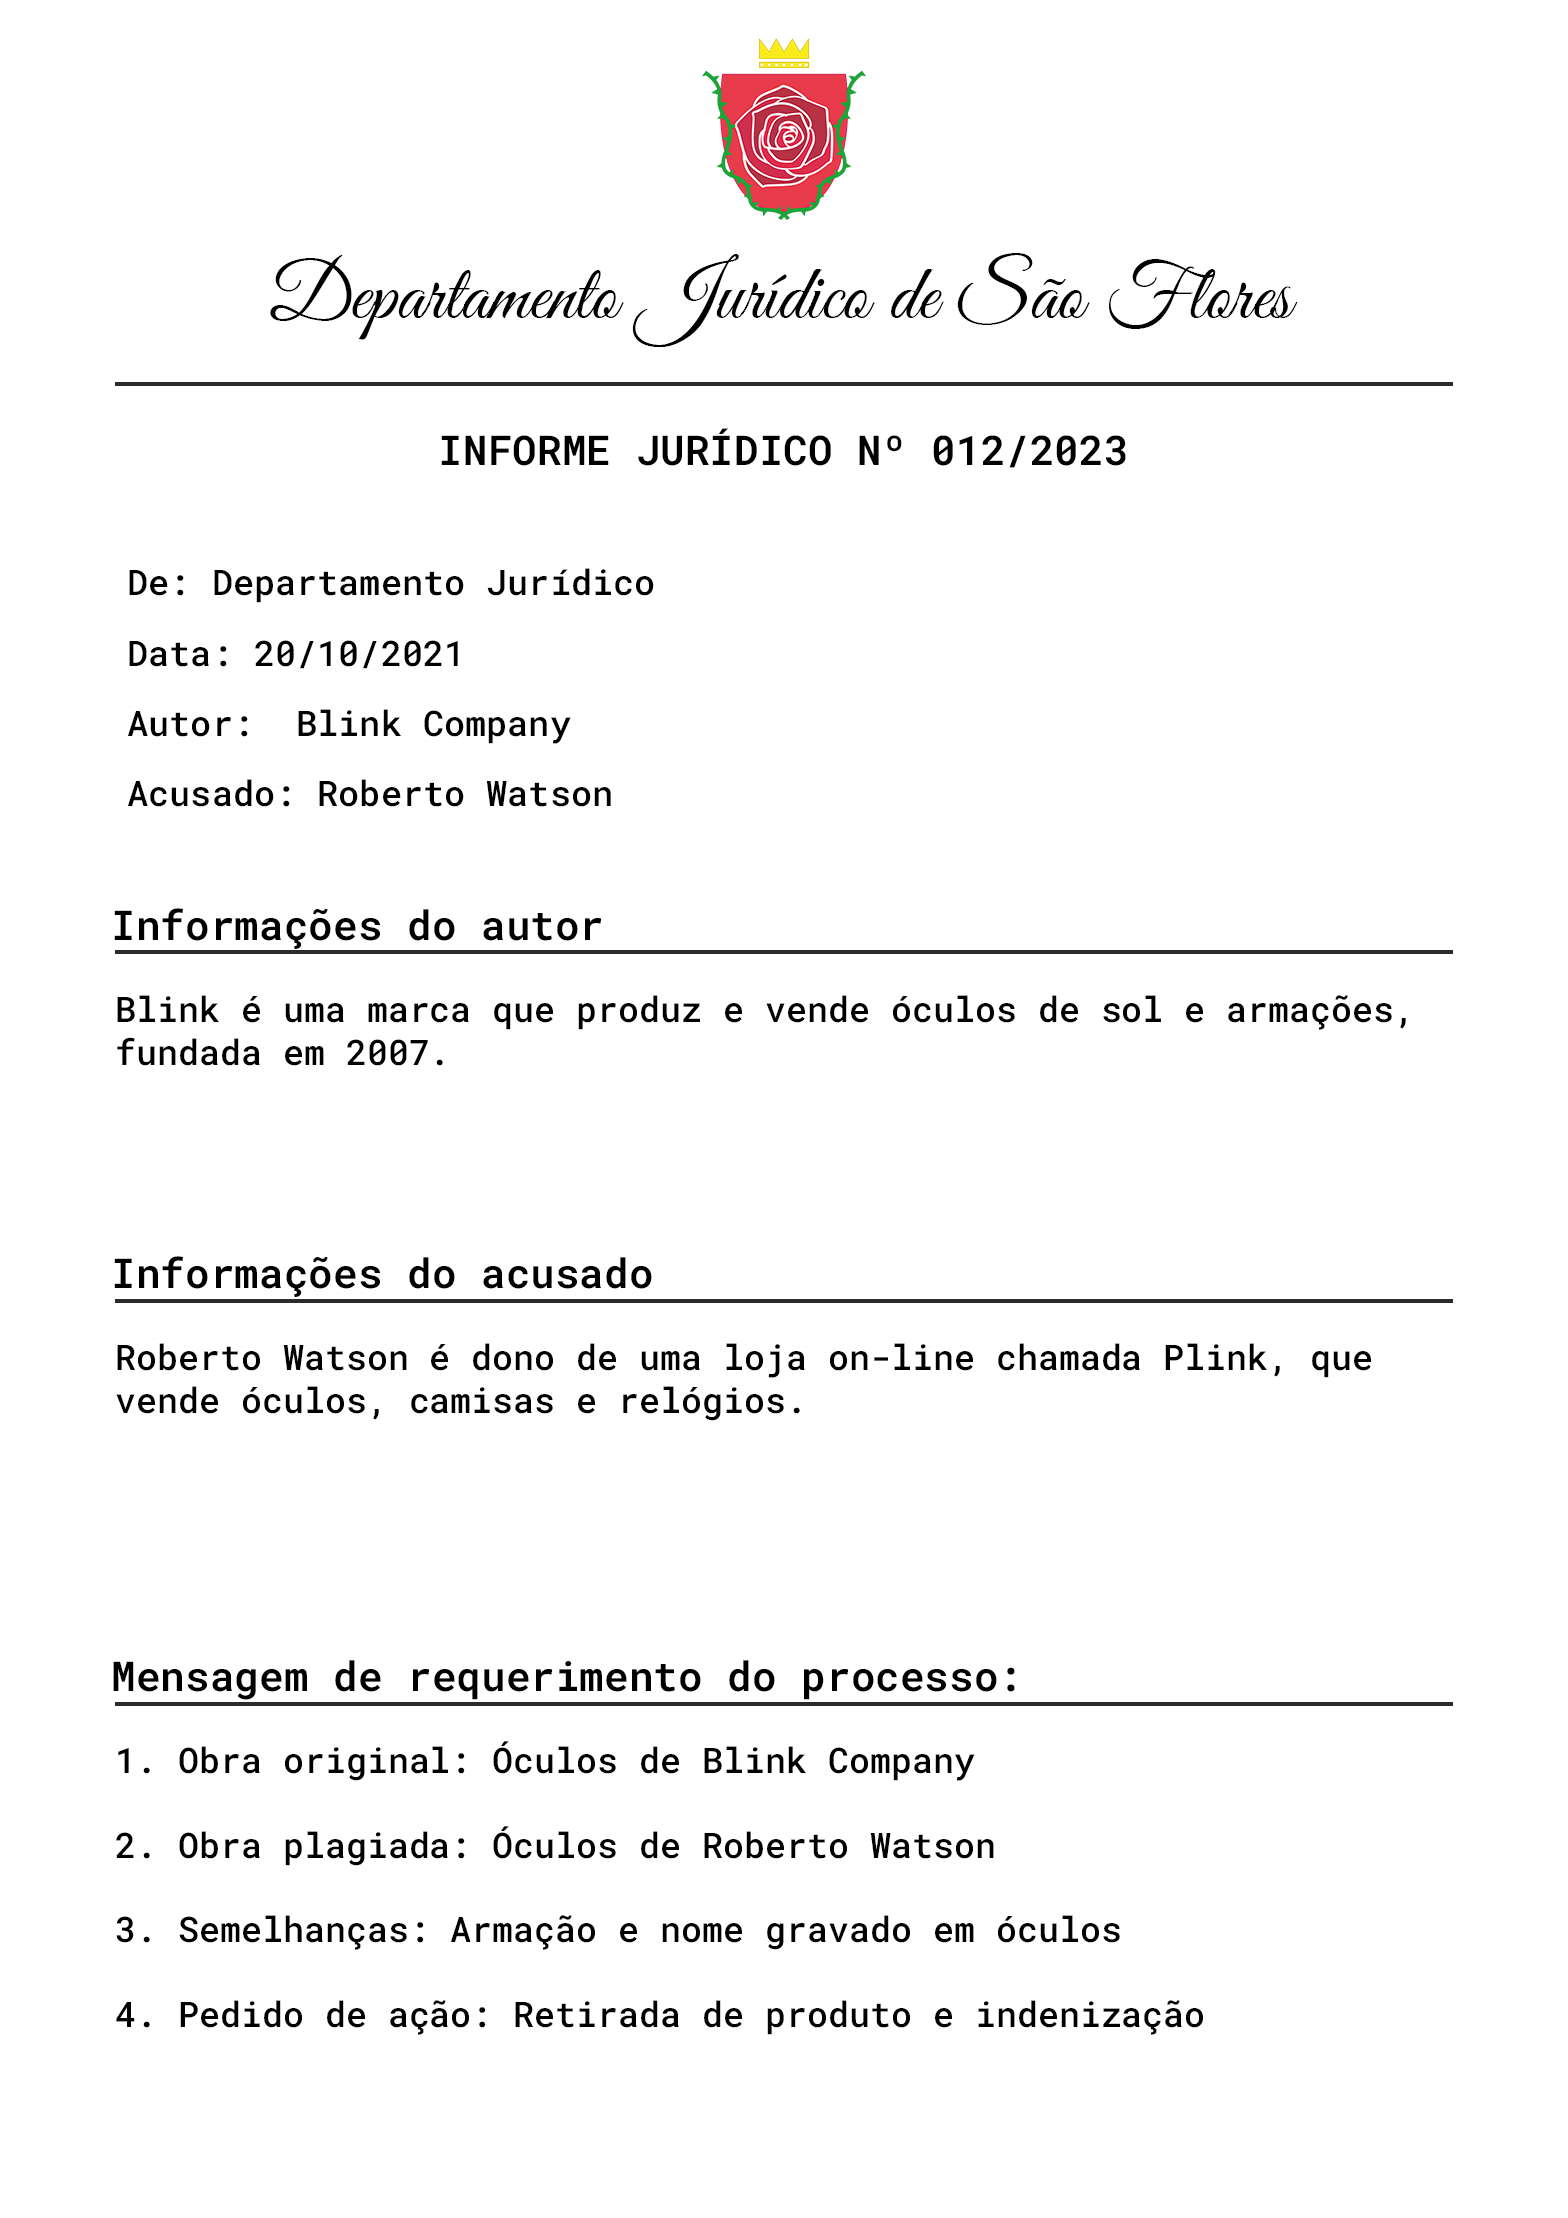 Departamento Jurídico de São Flores
INFORME JURÍDICO Nº 012/2023
De: Departamento Jurídico
Data: 20/10/2021
Autor:  Blink Company
Acusado: Roberto Watson
Informações do autor
Blink é uma marca que produz e vende óculos de sol e armações,
fundada em 2007.
Informações do acusado
Roberto Watson é dono de uma loja on-line chamada Plink, que
vende óculos, camisas e relógios.
Mensagem de requerimento do processo:
1. Obra original: Óculos de Blink Company
2. Obra plagiada: Óculos de Roberto Watson
3. Semelhanças: Armação e nome gravado em óculos
4. Pedido de ação: Retirada de produto e indenização